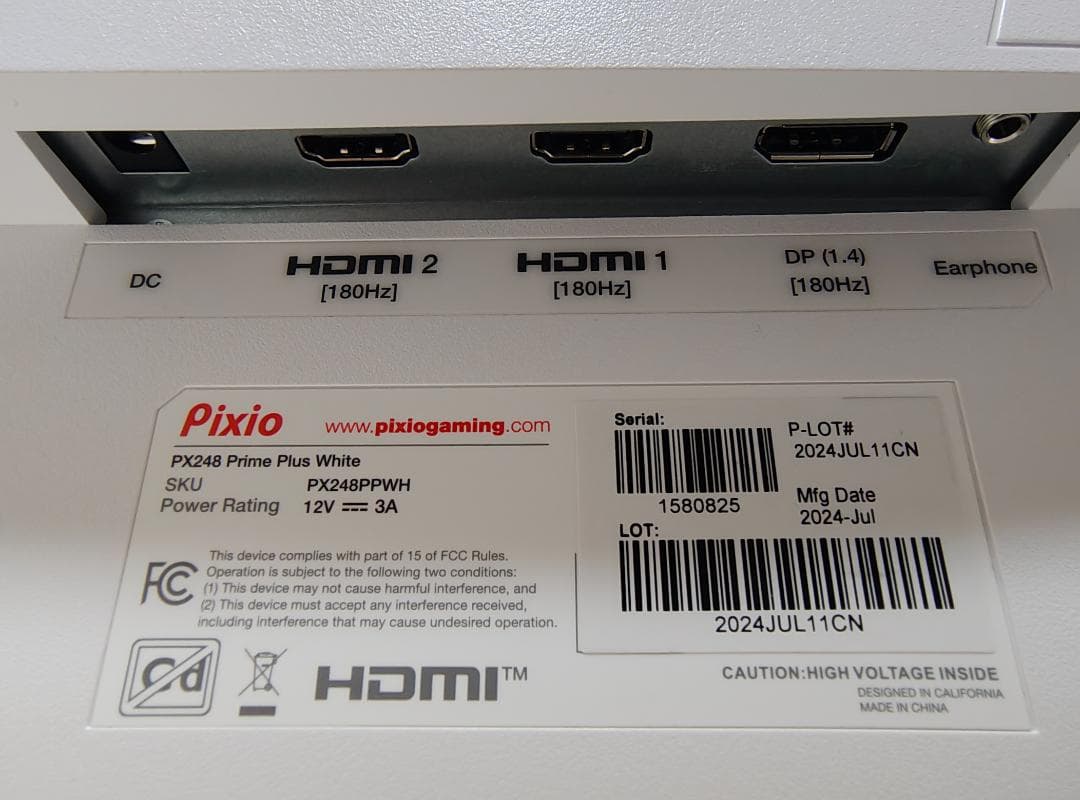 DC
HDMI 2
[180Hz]
HDMI 1
[180Hz]
DP (1.4)
[180Hz]
Earphone
Pixio
www.pixiogaming.com
PX248 Prime Plus White
SKU PX248PPWH
Power Rating 12V ⎓ 3A
FC
This device complies with part of 15 of FCC Rules.
Operation is subject to the following two conditions:
(1) This device may not cause harmful interference, and
(2) This device must accept any interference received,
including interference that may cause undesired operation.
Cd
HDMI™
Serial:
1580825
P-LOT#
2024JUL11CN
Mfg Date
2024-Jul
LOT:
2024JUL11CN
CAUTION:HIGH VOLTAGE INSIDE
DESIGNED IN CALIFORNIA
MADE IN CHINA